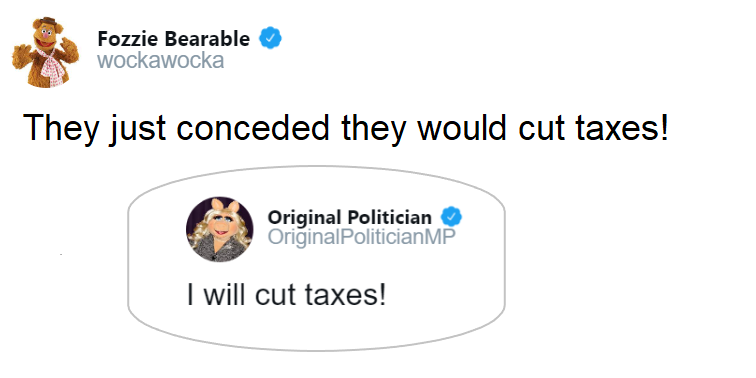 Fozzie Bearable
wockawocka
They just conceded they would cut taxes!
Original Politician
OriginalPoliticianMP
I will cut taxes!